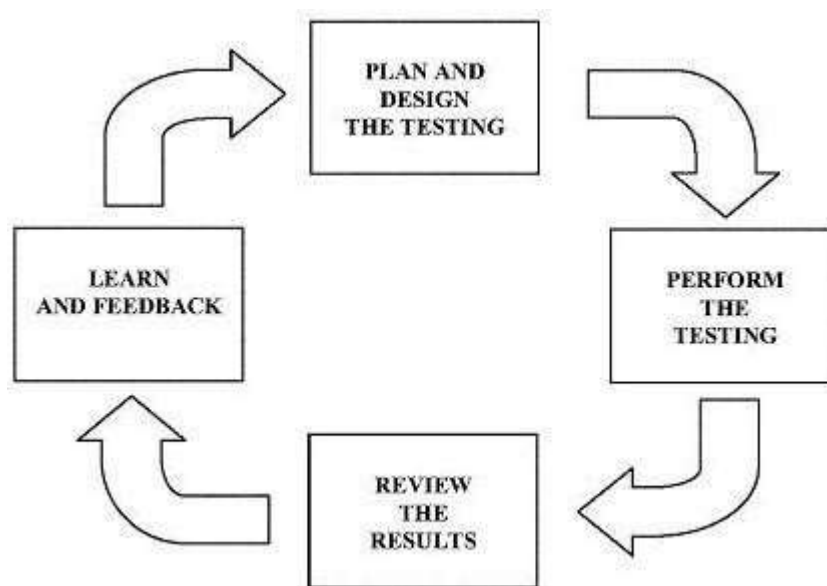 PLAN AND
DESIGN
THE TESTING
PERFORM
THE
TESTING
REVIEW
THE
RESULTS
LEARN
AND FEEDBACK